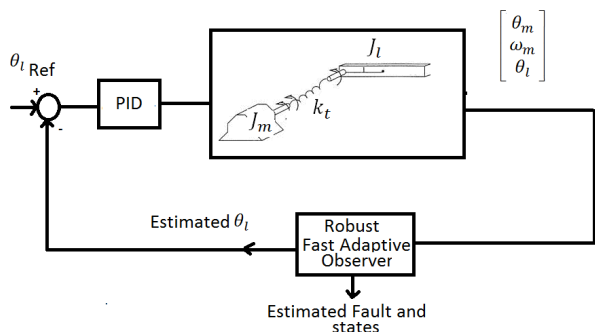 θ_l Ref
+
-
PID
J_l
k_t
J_m
θ_m
ω_m
θ_l
Estimated θ_l
Robust
Fast Adaptive
Observer
Estimated Fault and
states